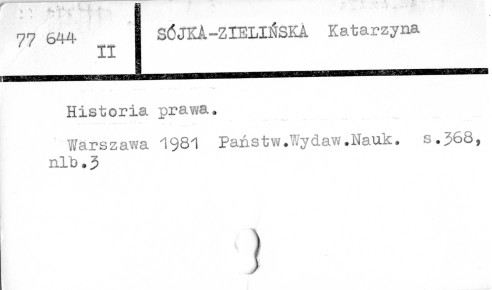 77 644
II
SÓJKA-ZIELIŃSKA Katarzyna
Historia prawa.
Warszawa 1981 Państw.Wydaw.Nauk. s.368,
nlb.3